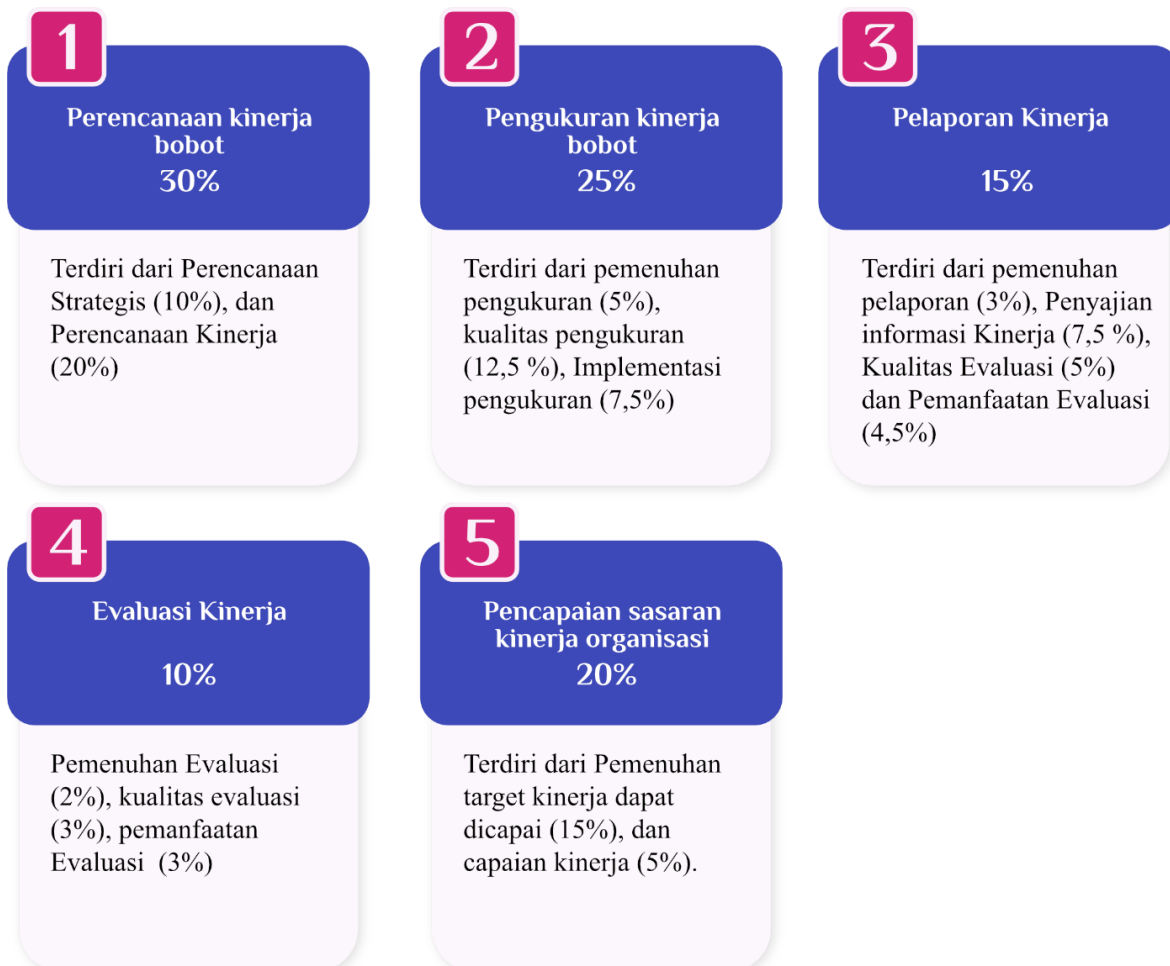 1
Perencanaan kinerja
bobot
30%
Terdiri dari Perencanaan
Strategis (10%), dan
Perencanaan Kinerja
(20%)
2
Pengukuran kinerja
bobot
25%
Terdiri dari pemenuhan
pengukuran (5%),
kualitas pengukuran
(12,5 %), Implementasi
pengukuran (7,5%)
3
Pelaporan Kinerja
15%
Terdiri dari pemenuhan
pelaporan (3%), Penyajian
informasi Kinerja (7,5 %),
Kualitas Evaluasi (5%)
dan Pemanfaatan Evaluasi
(4,5%)
4
Evaluasi Kinerja
10%
Pemenuhan Evaluasi
(2%), kualitas evaluasi
(3%), pemanfaatan
Evaluasi  (3%)
5
Pencapaian sasaran
kinerja organisasi
20%
Terdiri dari Pemenuhan
target kinerja dapat
dicapai (15%), dan
capaian kinerja (5%).